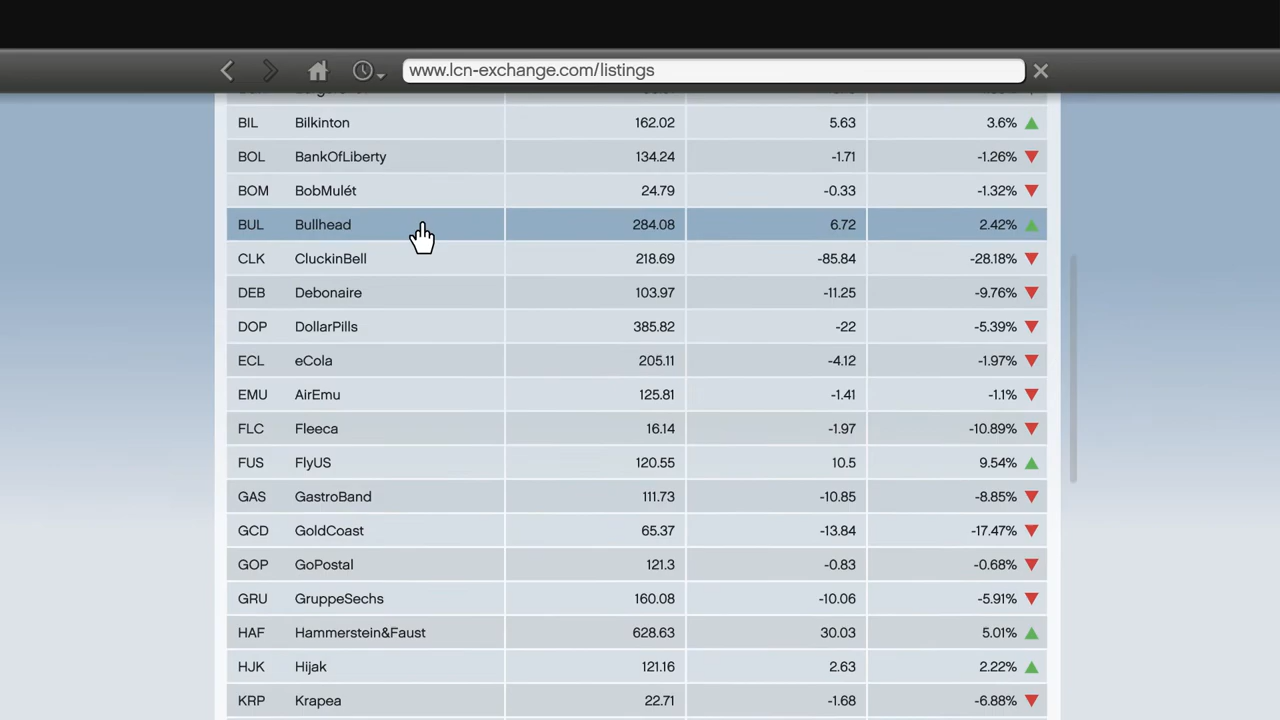 www.lcn-exchange.com/listings
BIL Bilkinton 162.02 5.63 3.6%
BOL BankOfLiberty 134.24 -1.71 -1.26%
BOM BobMulét 24.79 -0.33 -1.32%
BUL Bullhead 284.08 6.72 2.42%
CLK CluckinBell 218.69 -85.84 -28.18%
DEB Debonaire 103.97 -11.25 -9.76%
DOP DollarPills 385.82 -22 -5.39%
ECL eCola 205.11 -4.12 -1.97%
EMU AirEmu 125.81 -1.41 -1.1%
FLC Fleeca 16.14 -1.97 -10.89%
FUS FlyUS 120.55 10.5 9.54%
GAS GastroBand 111.73 -10.85 -8.85%
GCD GoldCoast 65.37 -13.84 -17.47%
GOP GoPostal 121.3 -0.83 -0.68%
GRU GruppeSechs 160.08 -10.06 -5.91%
HAF Hammerstein&Faust 628.63 30.03 5.01%
HJK Hijak 121.16 2.63 2.22%
KRP Krapea 22.71 -1.68 -6.88%